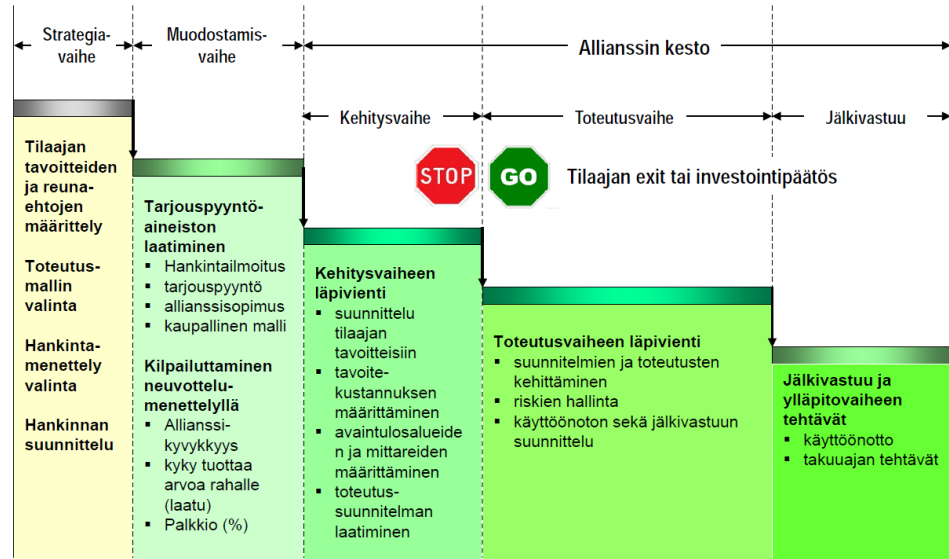 Strategia-
vaihe
Muodostamis-
vaihe
Allianssin kesto
Kehitysvaihe
Toteutusvaihe
Jälkivastuu
STOP
GO
Tilaajan exit tai investointipäätös
Tilaajan
tavoitteiden
ja reuna-
ehtojen
määrittely
Toteutus-
mallin
valinta
Hankinta-
menettely
valinta
Hankinnan
suunnittelu
Tarjouspyyntö-
aineiston
laatiminen
▪ Hankintailmoitus
▪ tarjouspyyntö
▪ allianssisopimus
▪ kaupallinen malli
Kilpailuttaminen
neuvottelu-
menettelyllä
▪ Allianssi-
kyvykkyys
▪ kyky tuottaa
arvoa rahalle
(laatu)
▪ Palkkio (%)
Kehitysvaiheen
läpivienti
▪ suunnittelu
tilaajan
tavoitteisiin
▪ tavoite-
kustannuksen
määrittäminen
▪ avaintulosalueide
n ja mittareiden
määrittäminen
▪ toteutus-
suunnitelman
laatiminen
Toteutusvaiheen läpivienti
▪ suunnitelmien ja toteutusten
kehittäminen
▪ riskien hallinta
▪ käyttöönoton sekä jälkivastuun
suunnittelu
Jälkivastuu ja
ylläpitovaiheen
tehtävät
▪ käyttöönotto
▪ takuuajan tehtävät